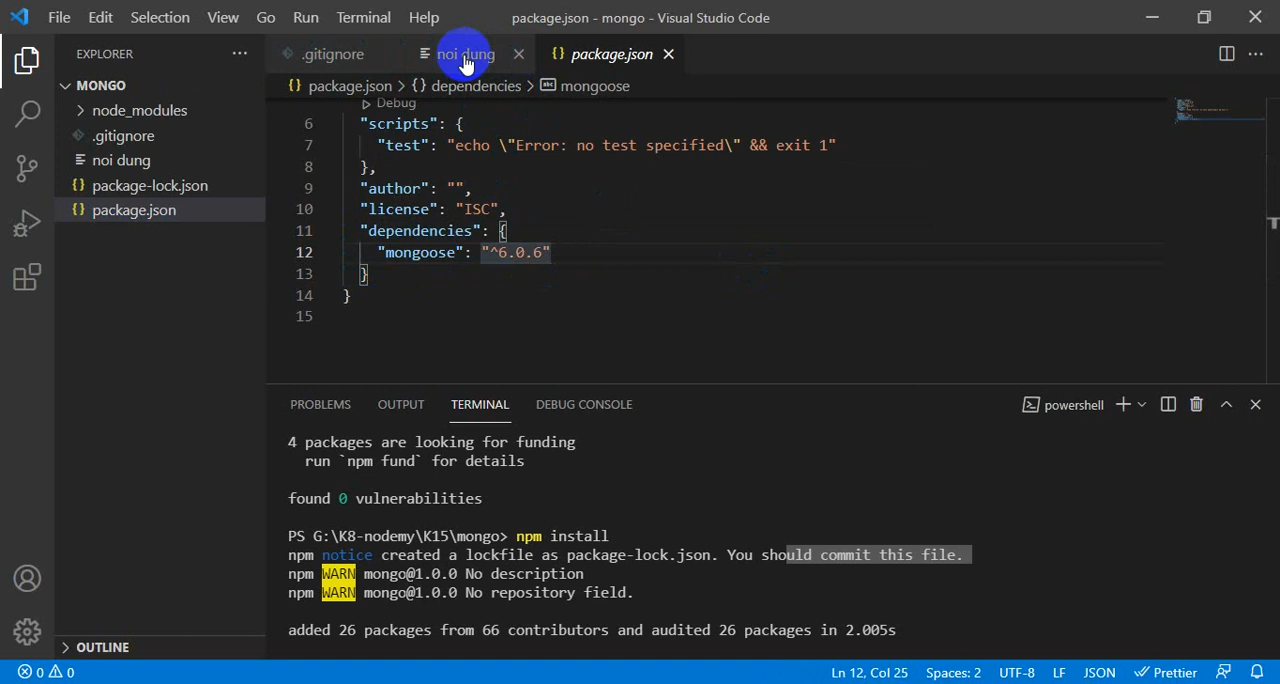 File Edit Selection View Go Run Terminal Help package.json - mongo - Visual Studio Code
EXPLORER
.gitignore noi dung package.json
MONGO
node_modules
.gitignore
noi dung
package-lock.json
package.json
OUTLINE
package.json > {} dependencies > mongoose
Debug
6 "scripts": {
7 "test": "echo \"Error: no test specified\" && exit 1"
8 },
9 "author": "",
10 "license": "ISC",
11 "dependencies": {
12 "mongoose": "^6.0.6"
13 }
14 }
15
PROBLEMS OUTPUT TERMINAL DEBUG CONSOLE powershell
4 packages are looking for funding
run `npm fund` for details
found 0 vulnerabilities
PS G:\K8-nodemy\K15\mongo> npm install
npm notice created a lockfile as package-lock.json. You should commit this file.
npm WARN mongo@1.0.0 No description
npm WARN mongo@1.0.0 No repository field.
added 26 packages from 66 contributors and audited 26 packages in 2.005s
0 0 Ln 12, Col 25 Spaces: 2 UTF-8 LF JSON Prettier